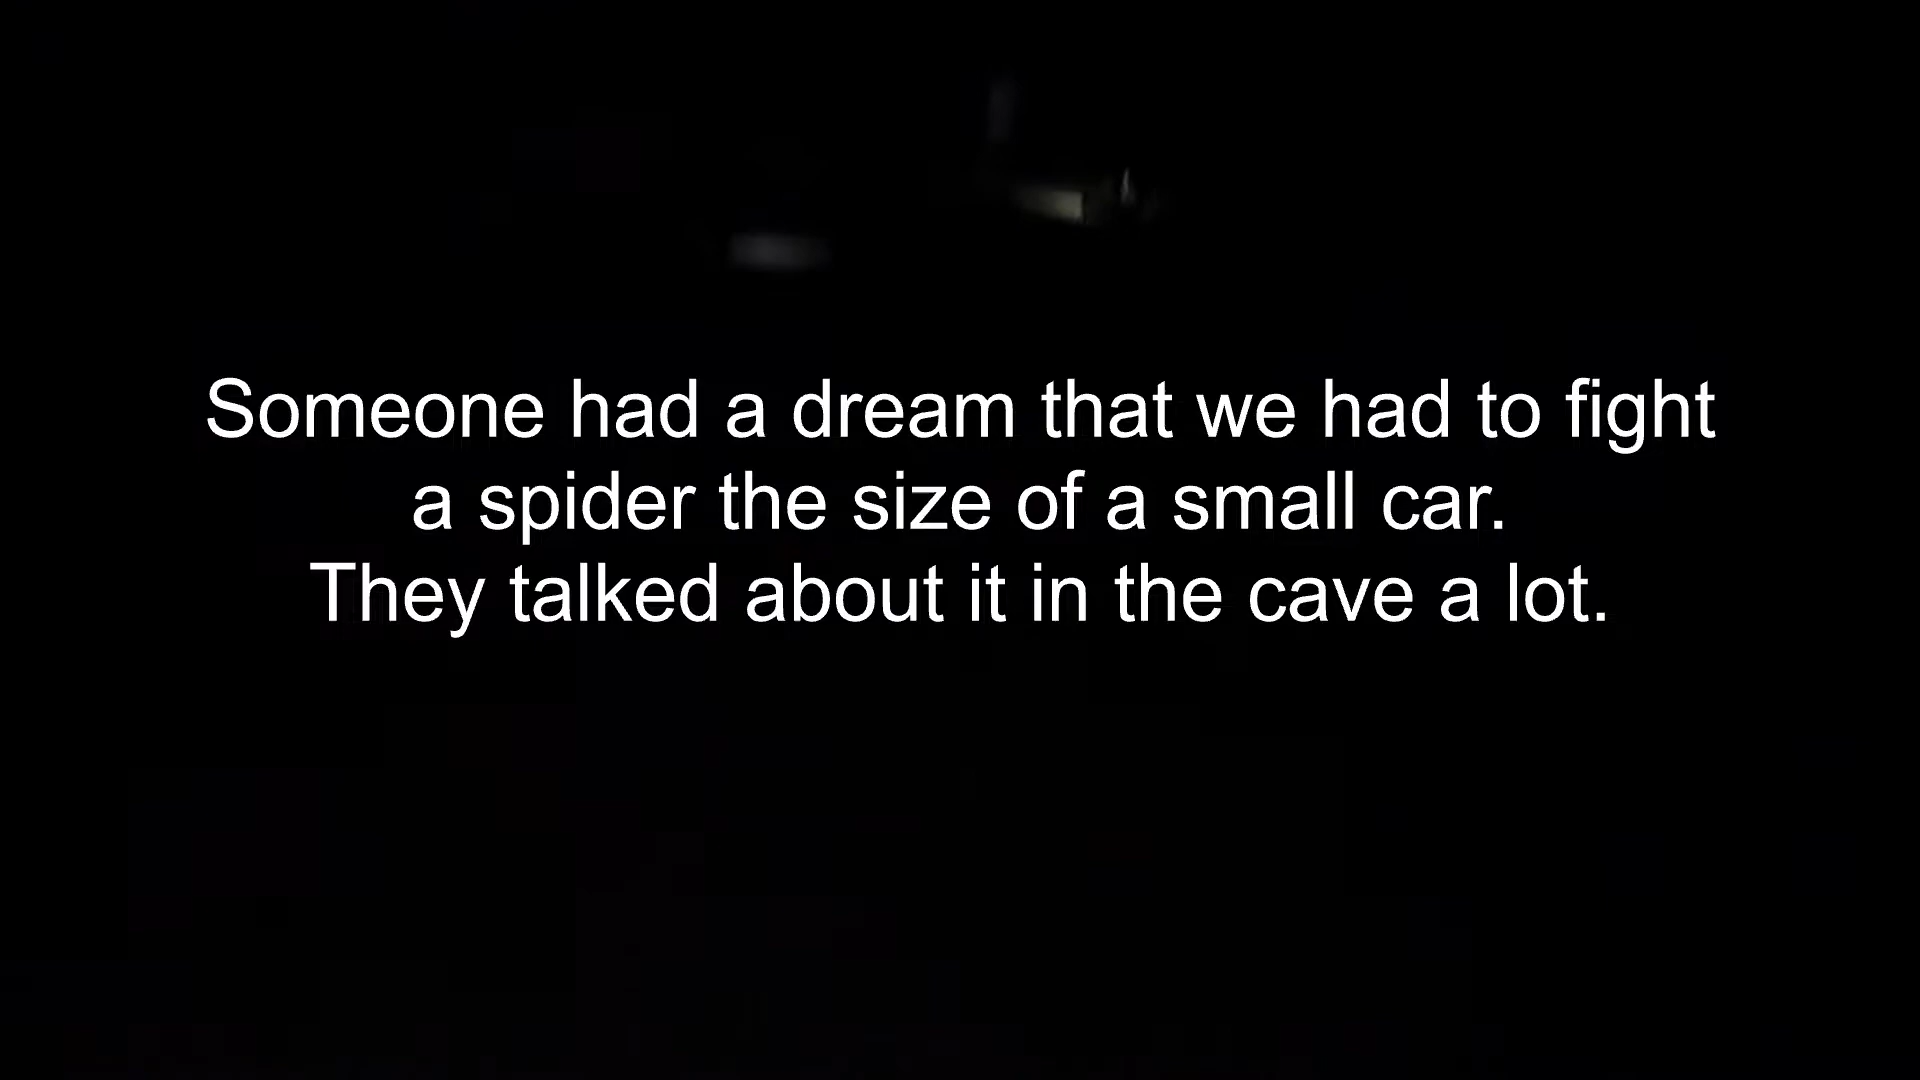 Someone had a dream that we had to fight
a spider the size of a small car.
They talked about it in the cave a lot.